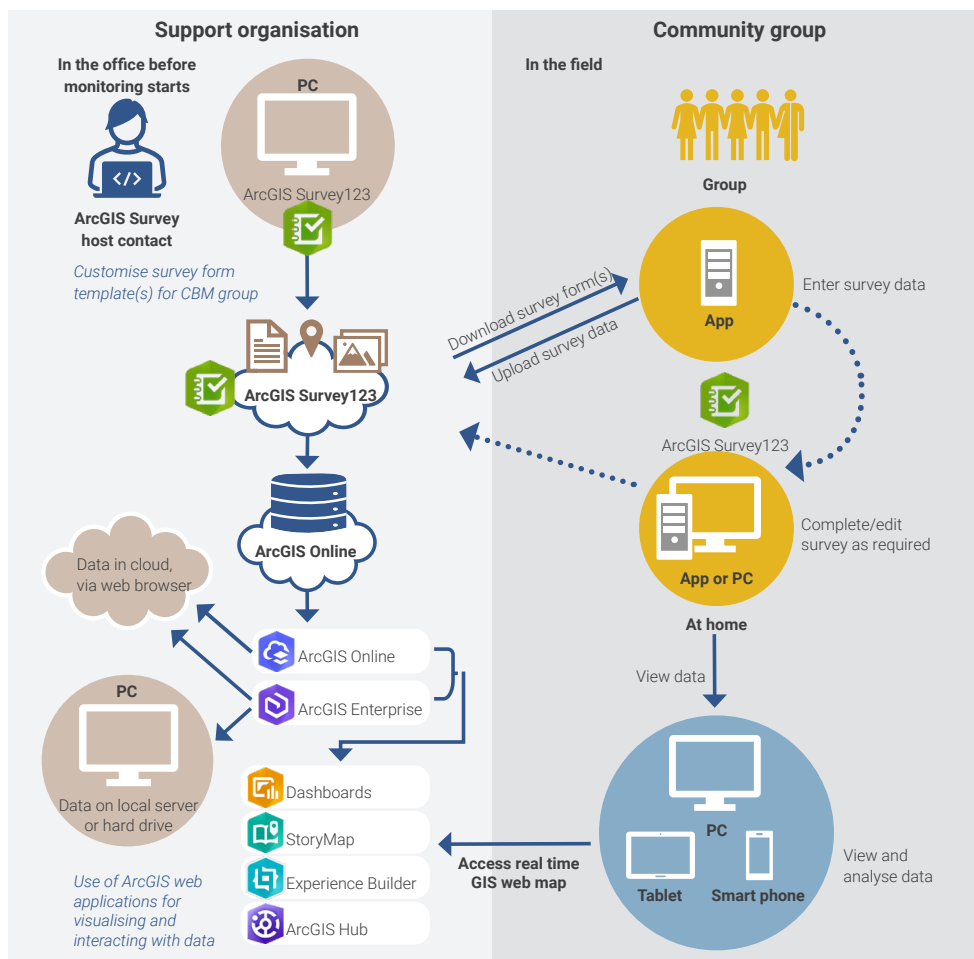 Support organisation
In the office before
monitoring starts
PC
ArcGIS Survey123
</>
ArcGIS Survey
host contact
Customise survey form
template(s) for CBM group
ArcGIS Survey123
ArcGIS Online
Data in cloud,
via web browser
ArcGIS Online
ArcGIS Enterprise
PC
Data on local server
or hard drive
Dashboards
StoryMap
Experience Builder
ArcGIS Hub
Use of ArcGIS web
applications for
visualising and
interacting with data
Community group
In the field
Group
Download survey form(s)
Upload survey data
App
Enter survey data
ArcGIS Survey123
App or PC
Complete/edit
survey as required
At home
View data
PC
Tablet
Smart phone
View and
analyse data
Access real time
GIS web map